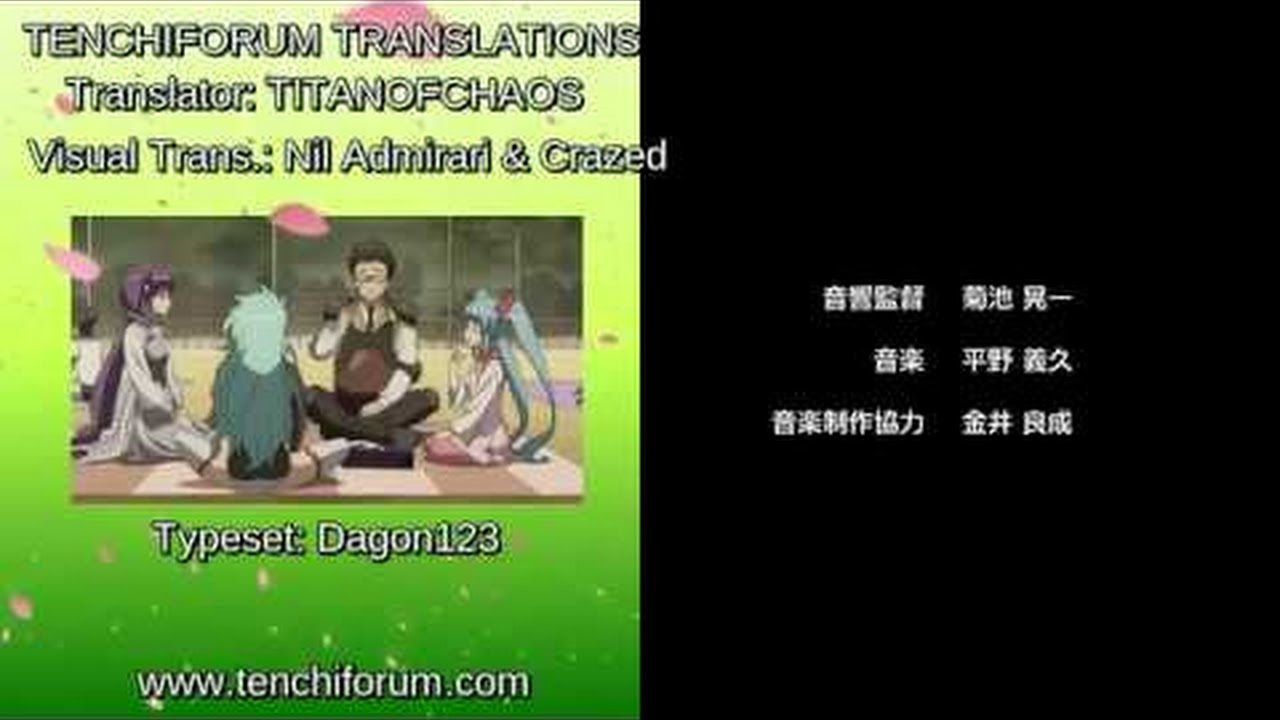 TENCHIFORUM TRANSLATIONS
Translator: TITANOFCHAOS
Visual Trans.: Nil Admirari & Crazed
Typeset: Dagon123
www.tenchiforum.com
音響監督 菊池 晃一
音楽 平野 義久
音楽制作協力 金井 良成